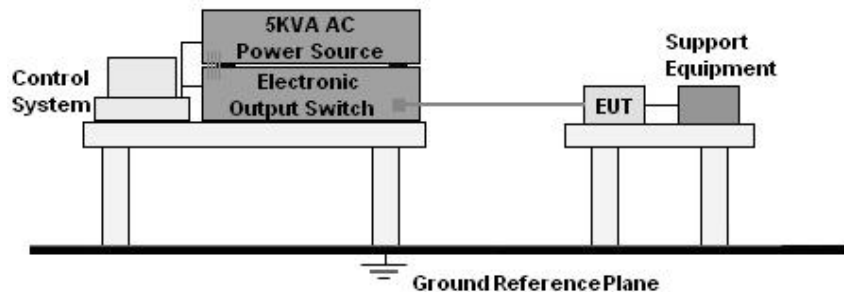 5KVA AC
Power Source
Electronic
Output Switch
Control
System
EUT
Support
Equipment
Ground Reference Plane